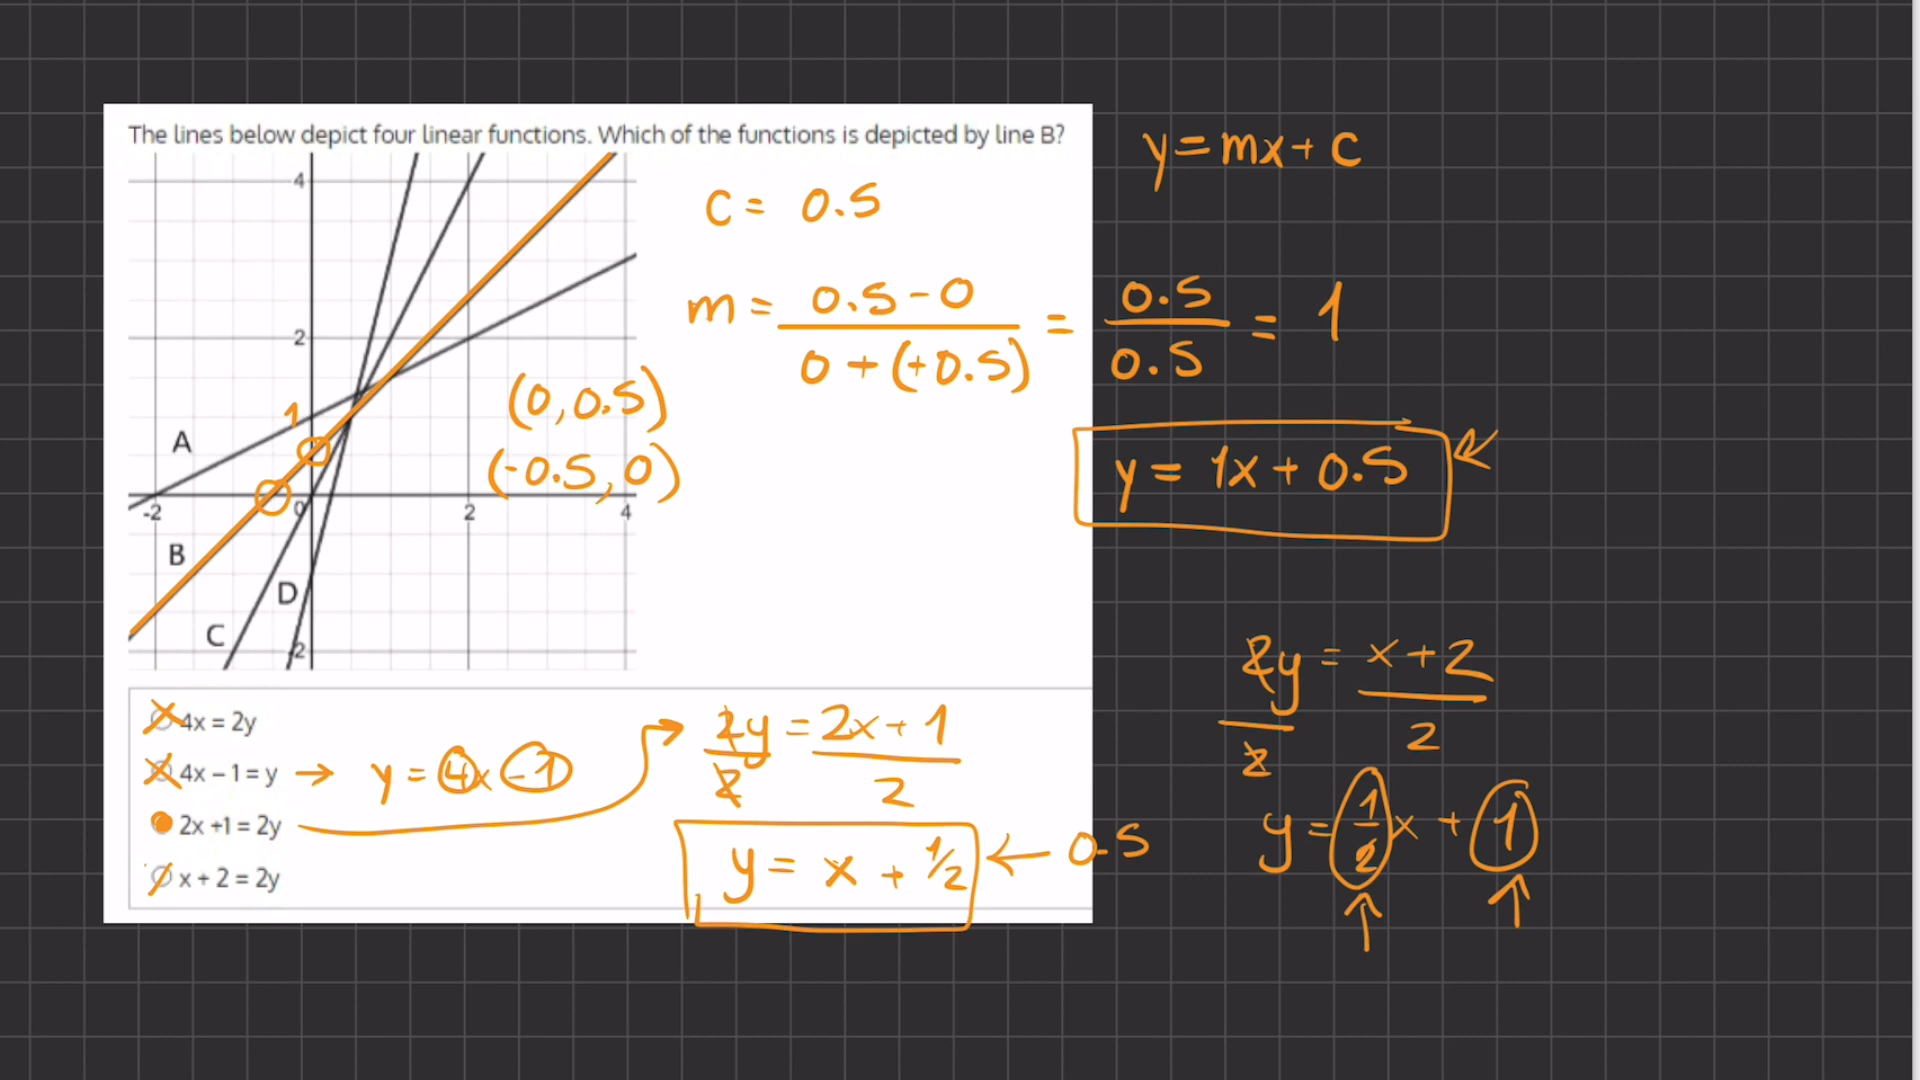 The lines below depict four linear functions. Which of the functions is depicted by line B?
y = mx + c
4
c = 0.5
m = 0.5 - 0 / 0 + (+0.5) = 0.5 / 0.5 = 1
2
(0, 0.5)
1
A
(-0.5, 0)
y = 1x + 0.5
-2 0 2 4
B
D
C
-2
2y / 2 = x + 2 / 2
4x = 2y
2y / 2 = 2x + 1 / 2
4x – 1 = y → y = 4x - 1
2x +1 = 2y
y = 1/2 x + 1
y = x + 1/2 ← 0.5
x + 2 = 2y